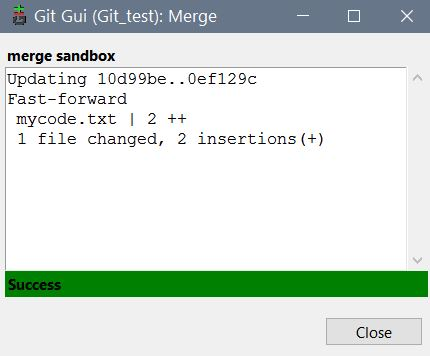 Git Gui (Git_test): Merge
merge sandbox
Updating 10d99be..0ef129c
Fast-forward
 mycode.txt | 2 ++
 1 file changed, 2 insertions(+)
Success
Close